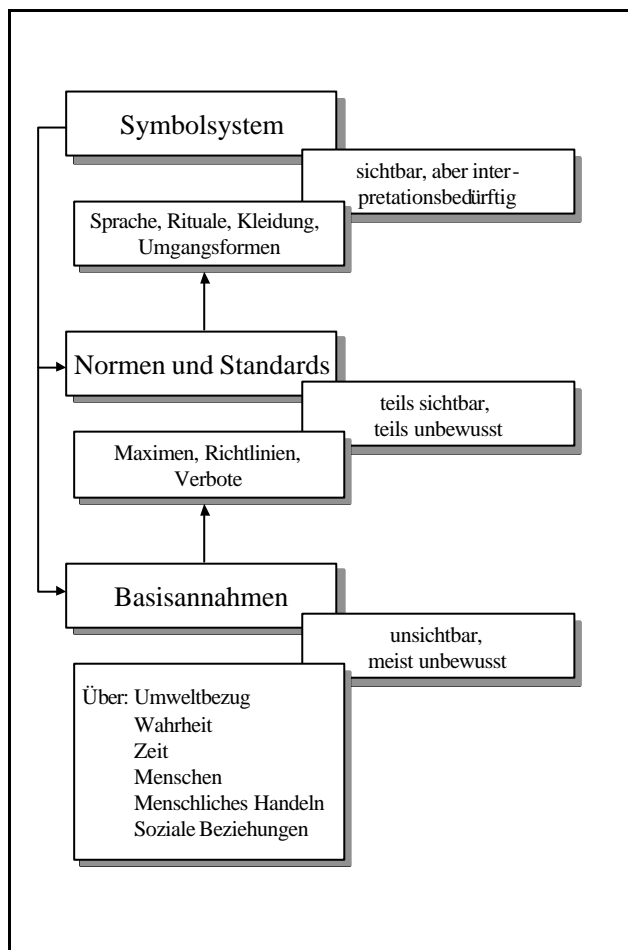 Symbolsystem
sichtbar, aber inter-
pretationsbedürftig
Sprache, Rituale, Kleidung,
Umgangsformen
Normen und Standards
teils sichtbar,
teils unbewusst
Maximen, Richtlinien,
Verbote
Basisannahmen
unsichtbar,
meist unbewusst
Über: Umweltbezug
Wahrheit
Zeit
Menschen
Menschliches Handeln
Soziale Beziehungen